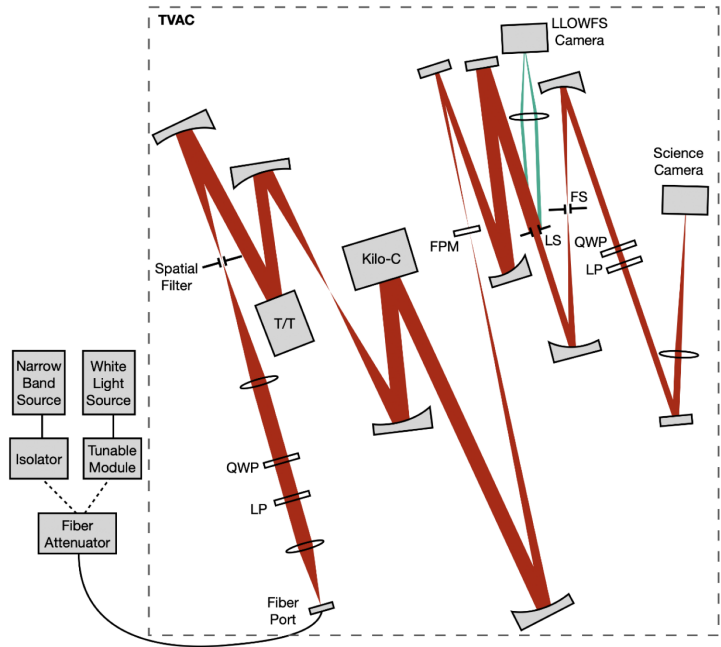 TVAC
LLOWFS
Camera
Science
Camera
FS
LS
FPM
QWP
LP
Kilo-C
Spatial
Filter
T/T
Narrow
Band
Source
White
Light
Source
Isolator
Tunable
Module
QWP
LP
Fiber
Attenuator
Fiber
Port